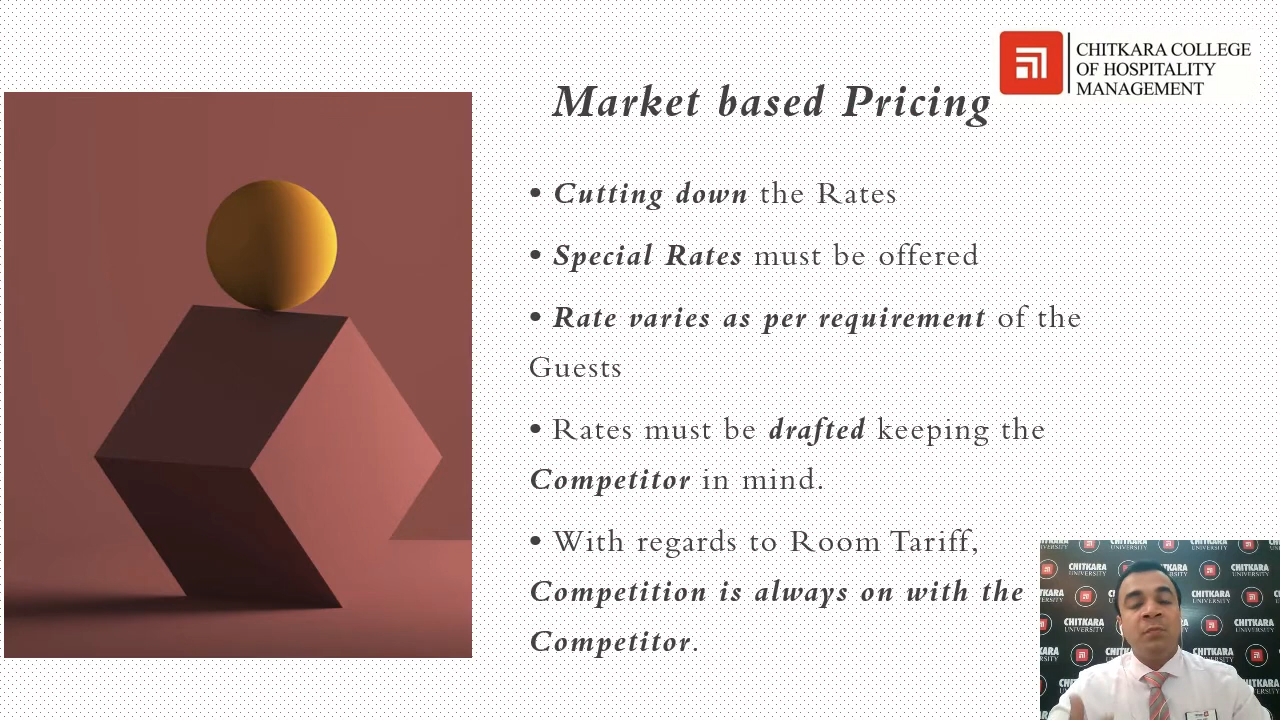 CHITKARA COLLEGE
OF HOSPITALITY
MANAGEMENT
Market based Pricing
• Cutting down the Rates
• Special Rates must be offered
• Rate varies as per requirement of the
Guests
• Rates must be drafted keeping the
Competitor in mind.
• With regards to Room Tariff,
Competition is always on with the
Competitor.
CHITKARA
UNIVERSITY